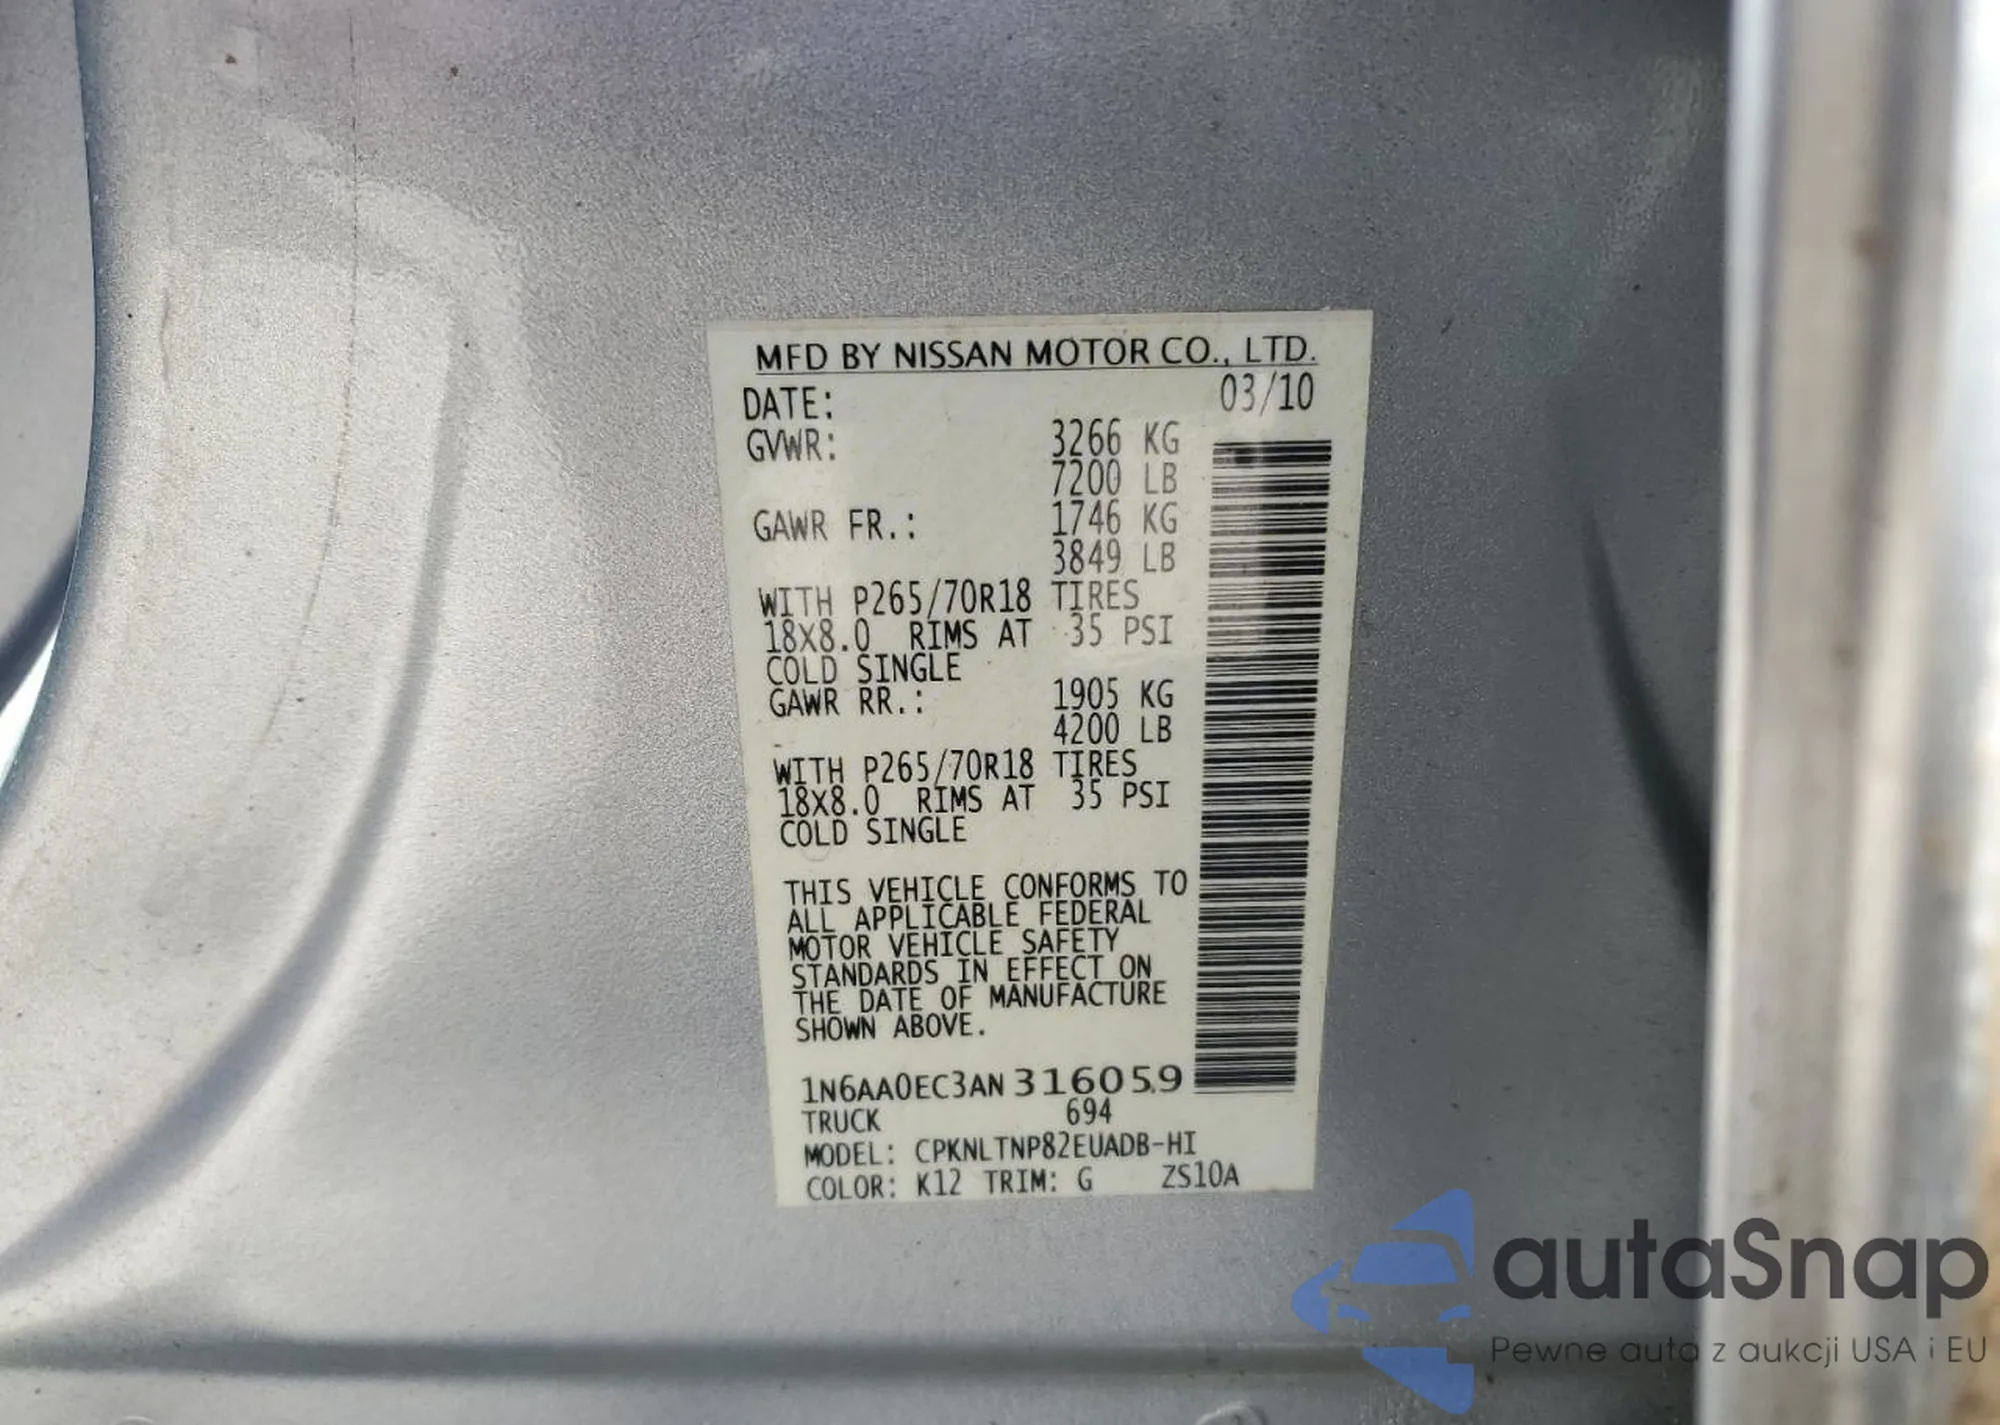 MFD BY NISSAN MOTOR CO., LTD.
DATE: 03/10
GVWR: 3266 KG
7200 LB
GAWR FR.: 1746 KG
3849 LB
WITH P265/70R18 TIRES
18X8.0 RIMS AT 35 PSI
COLD SINGLE
GAWR RR.: 1905 KG
4200 LB
WITH P265/70R18 TIRES
18X8.0 RIMS AT 35 PSI
COLD SINGLE
THIS VEHICLE CONFORMS TO
ALL APPLICABLE FEDERAL
MOTOR VEHICLE SAFETY
STANDARDS IN EFFECT ON
THE DATE OF MANUFACTURE
SHOWN ABOVE.
1N6AA0EC3AN316059
TRUCK 694
MODEL: CPKNLTNP82EUADB-HI
COLOR: K12 TRIM: G ZS10A
autaSnap
Pewne auta z aukcji USA i EU